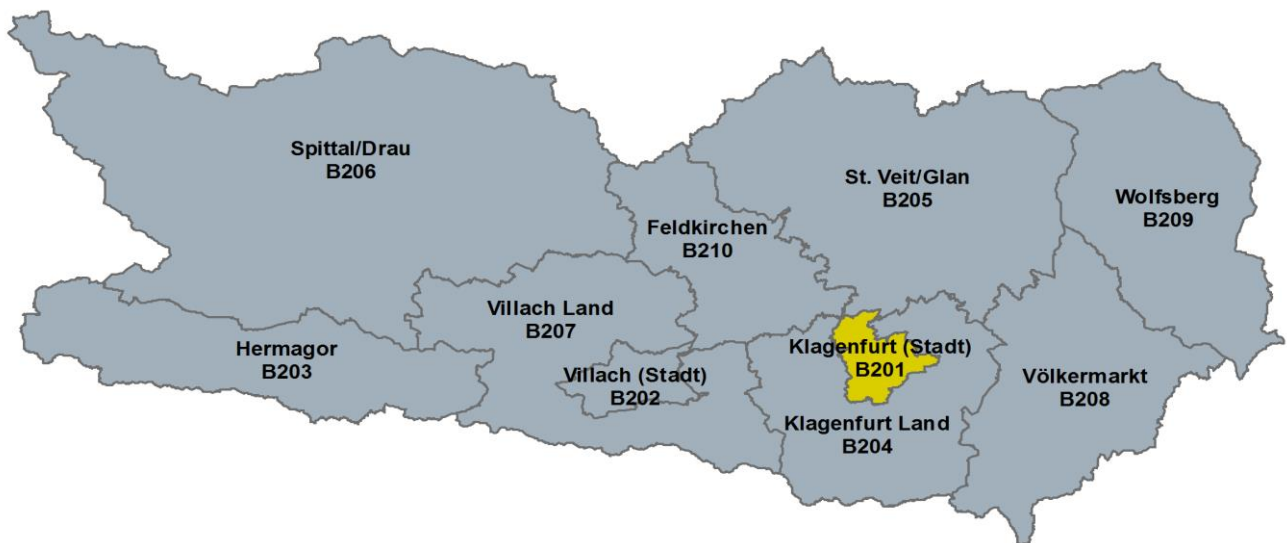 Spittal/Drau
B206
St. Veit/Glan
B205
Wolfsberg
B209
Feldkirchen
B210
Villach Land
B207
Hermagor
B203
Klagenfurt (Stadt)
B201
Villach (Stadt)
B202
Völkermarkt
B208
Klagenfurt Land
B204